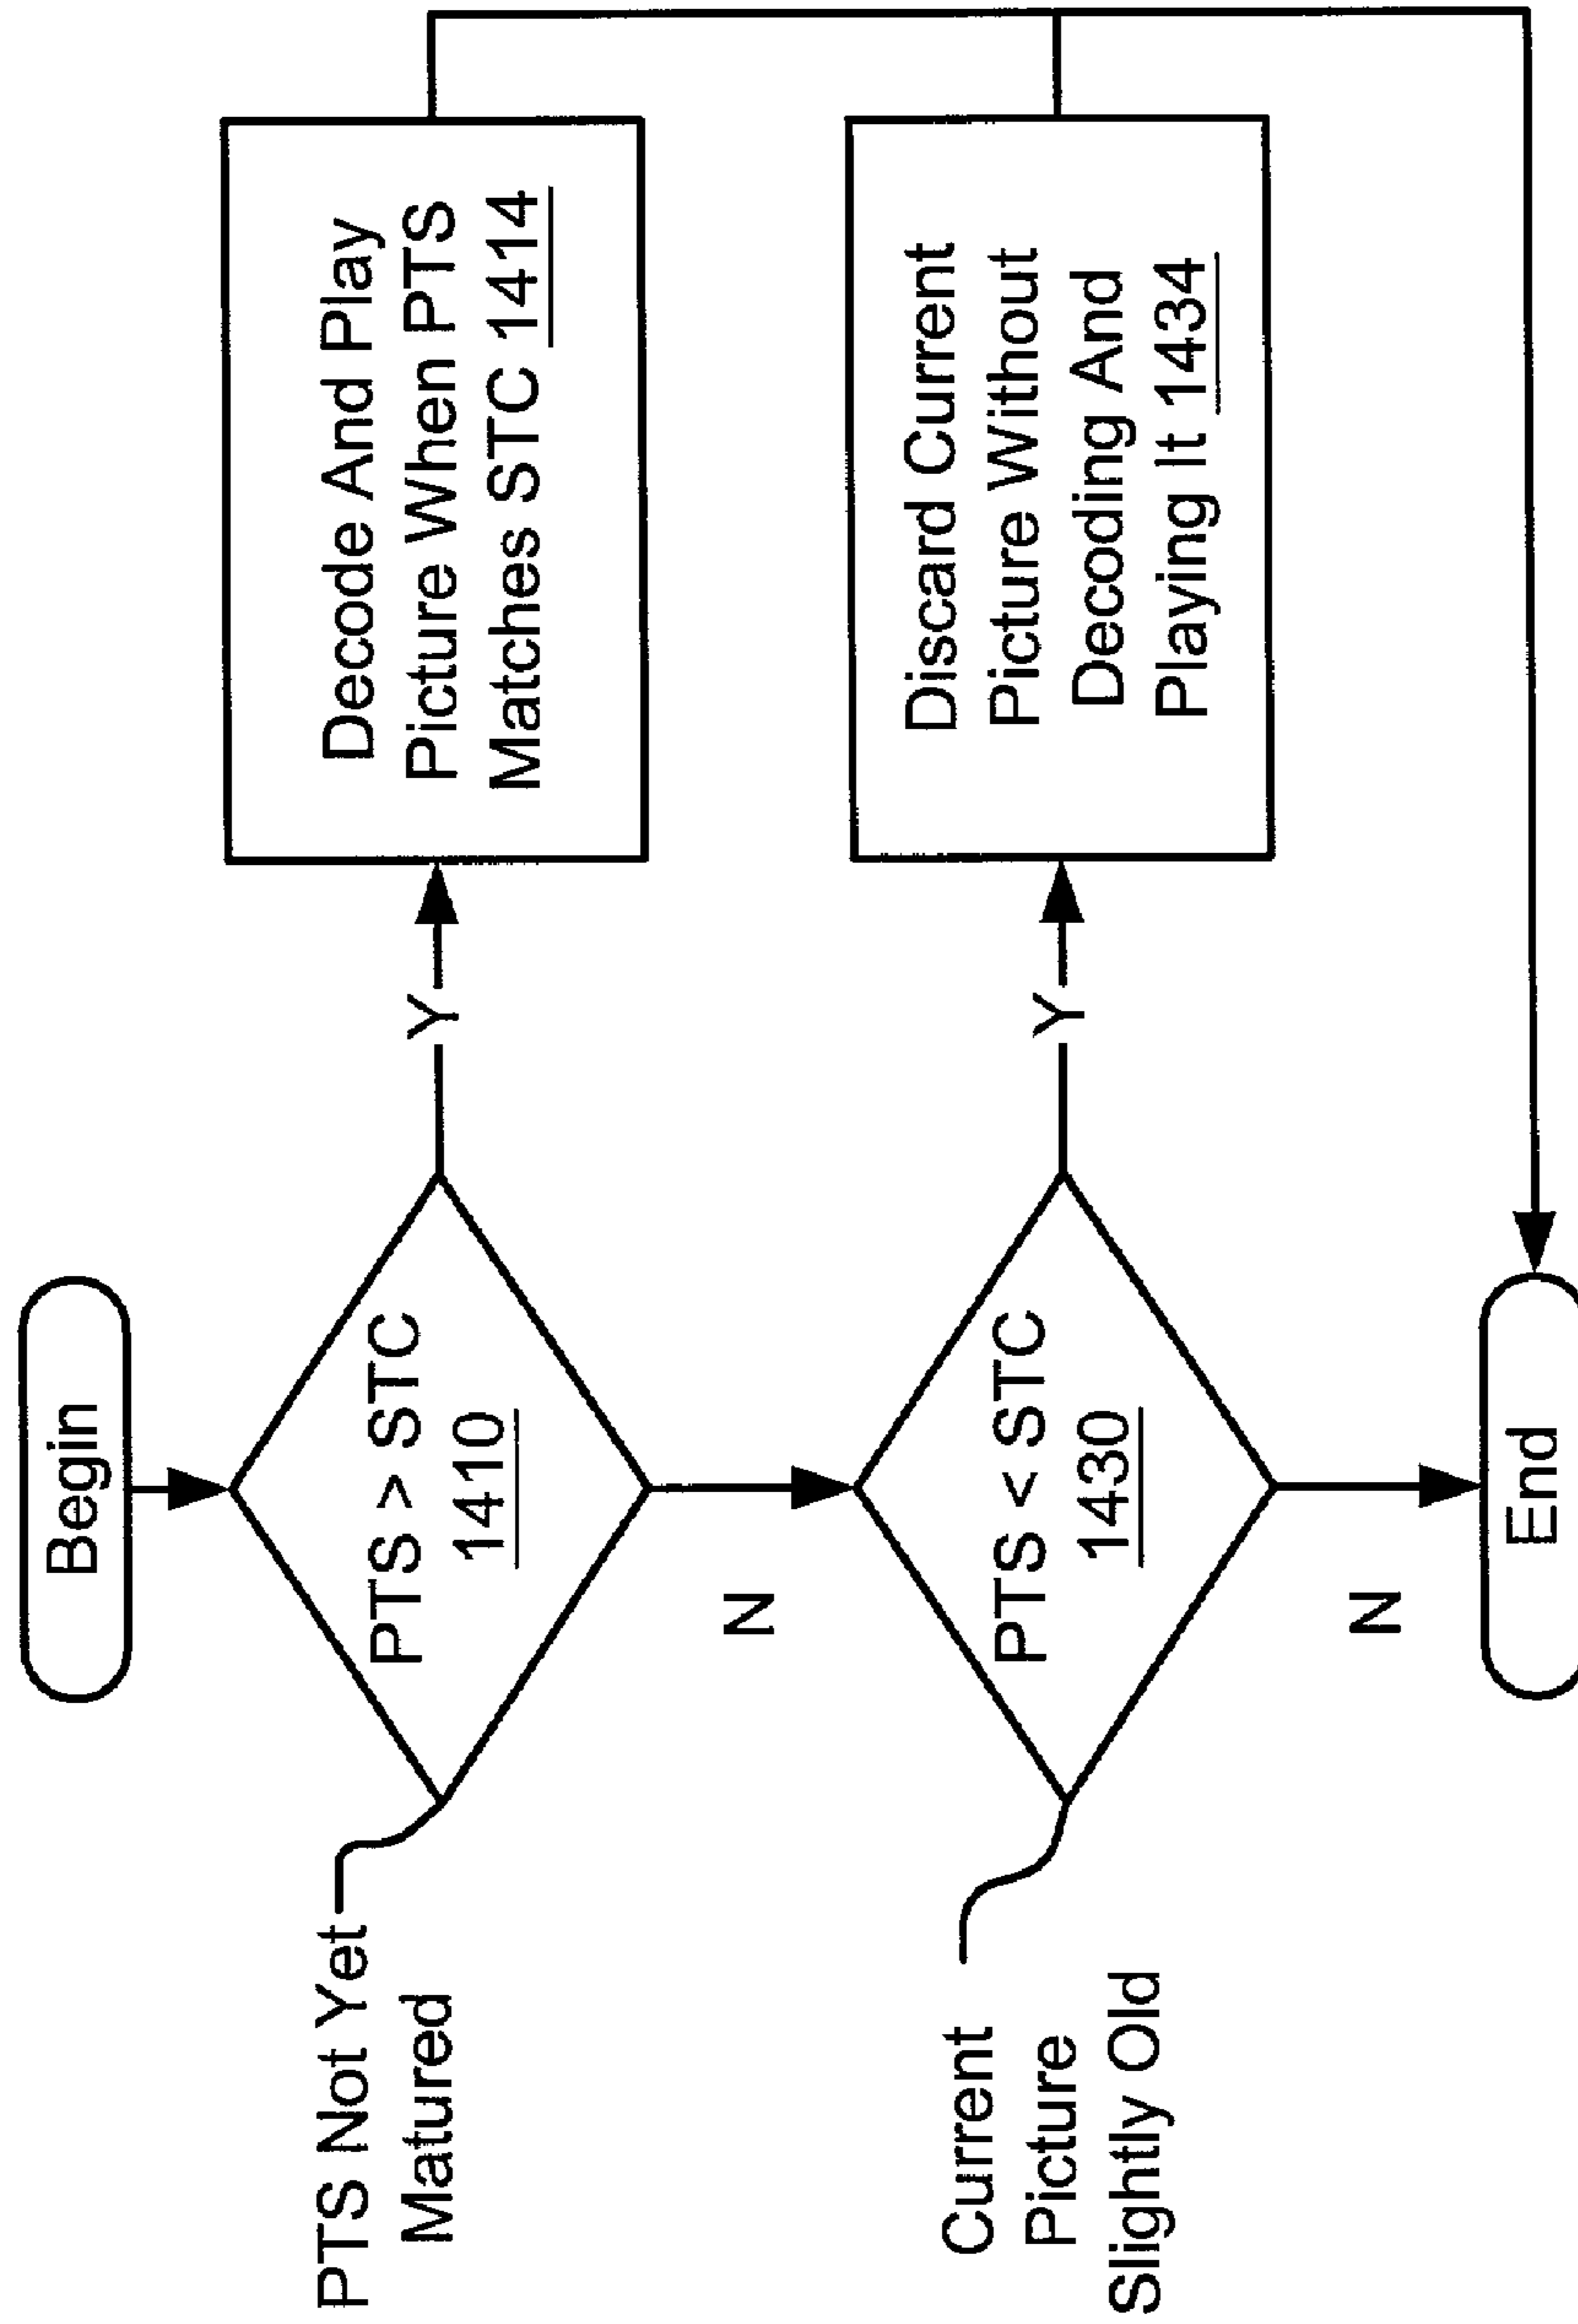 Begin
PTS Not Yet
Matured
PTS > STC
1410
Y
Decode And Play
Picture When PTS
Matches STC 1414
N
Current
Picture
Slightly Old
PTS < STC
1430
Y
Discard Current
Picture Without
Decoding And
Playing It 1434
N
End